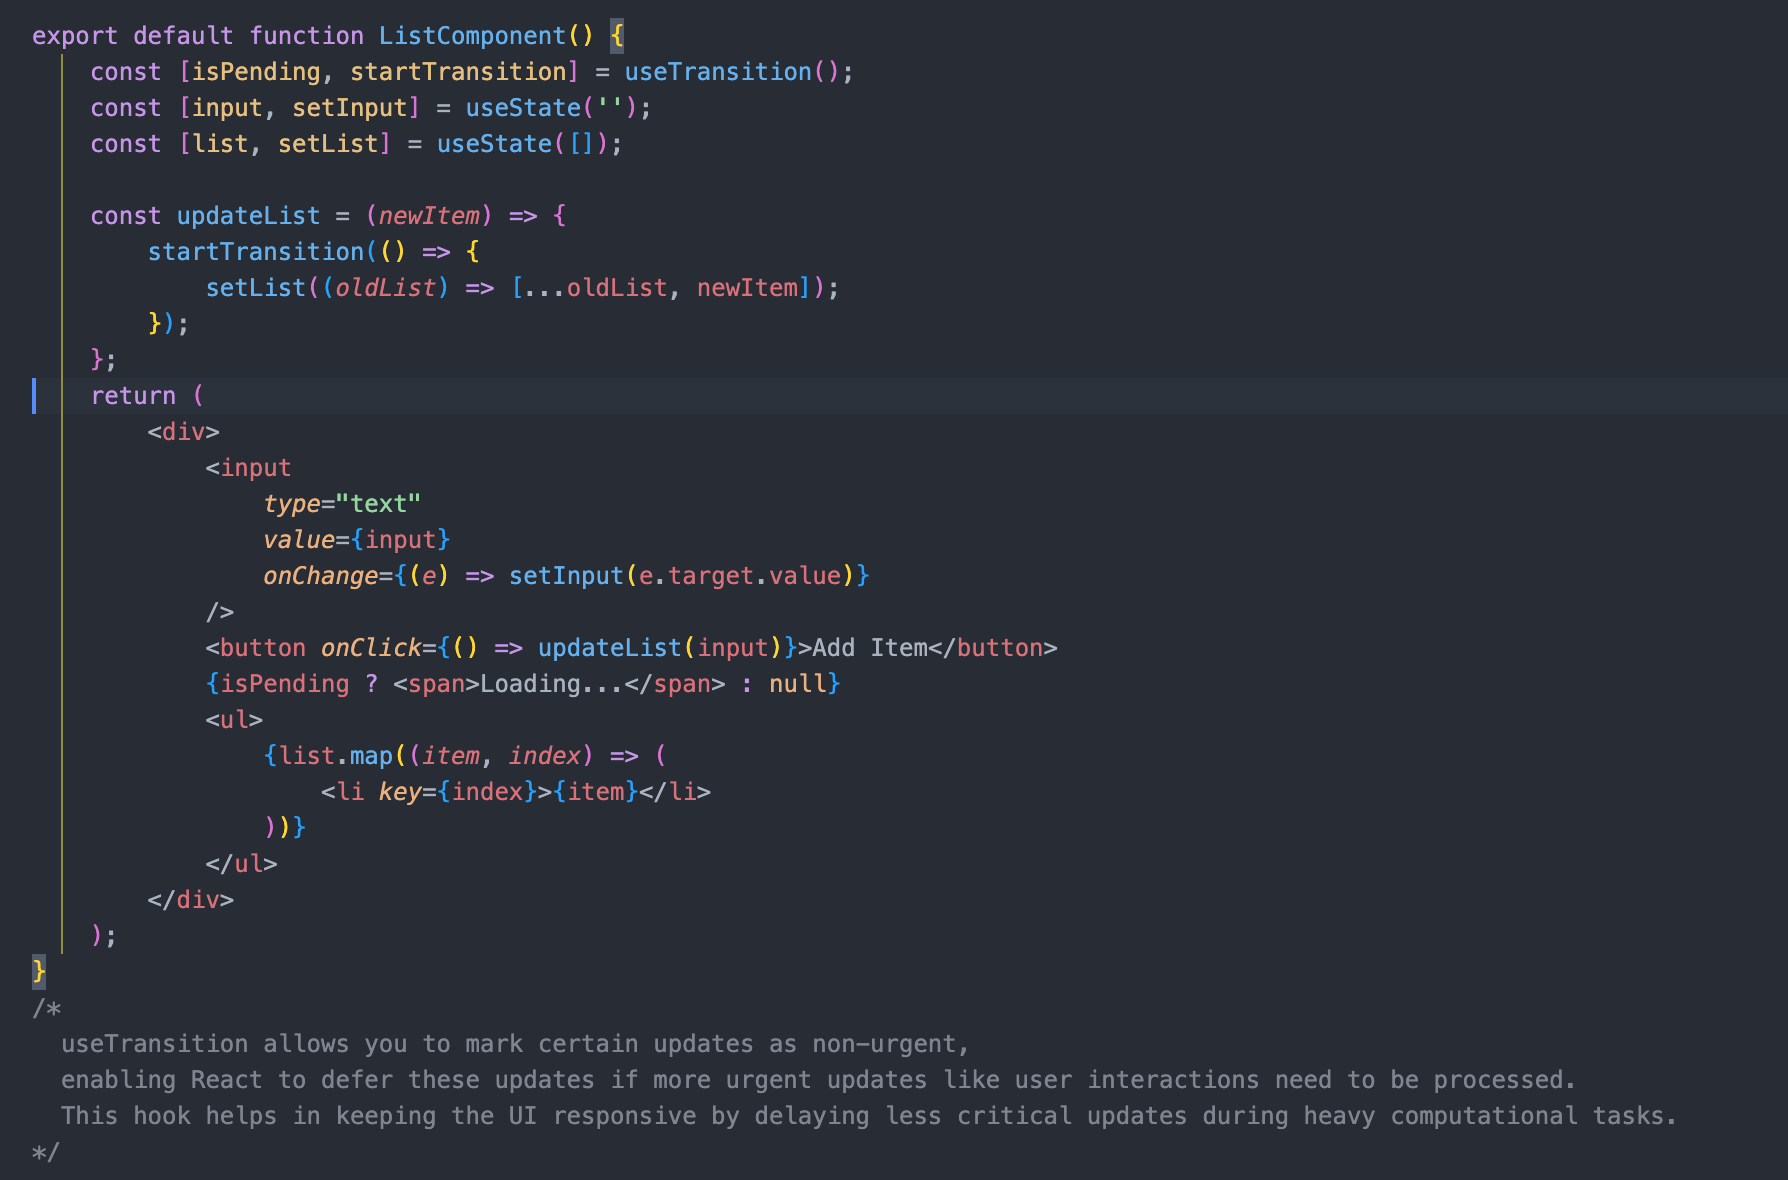 export default function ListComponent() {
    const [isPending, startTransition] = useTransition();
    const [input, setInput] = useState('');
    const [list, setList] = useState([]);

    const updateList = (newItem) => {
        startTransition(() => {
            setList((oldList) => [...oldList, newItem]);
        });
    };
    return (
        <div>
            <input
                type="text"
                value={input}
                onChange={(e) => setInput(e.target.value)}
            />
            <button onClick={() => updateList(input)}>Add Item</button>
            {isPending ? <span>Loading...</span> : null}
            <ul>
                {list.map((item, index) => (
                    <li key={index}>{item}</li>
                ))}
            </ul>
        </div>
    );
}
/*
  useTransition allows you to mark certain updates as non-urgent,
  enabling React to defer these updates if more urgent updates like user interactions need to be processed.
  This hook helps in keeping the UI responsive by delaying less critical updates during heavy computational tasks.
*/